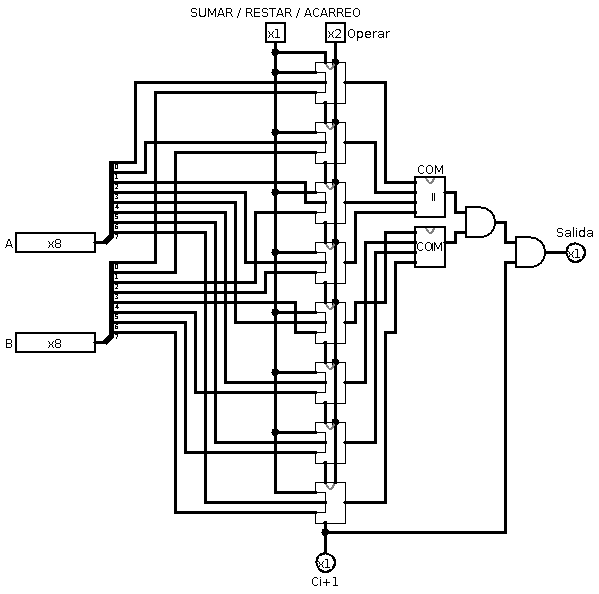 SUMAR / RESTAR / ACARREO
x1
x2
Operar
0
1
2
3
4
5
6
7
COM
=
Salida
A
x8
COM
x1
0
1
2
3
4
5
6
7
B
x8
x1
Ci+1